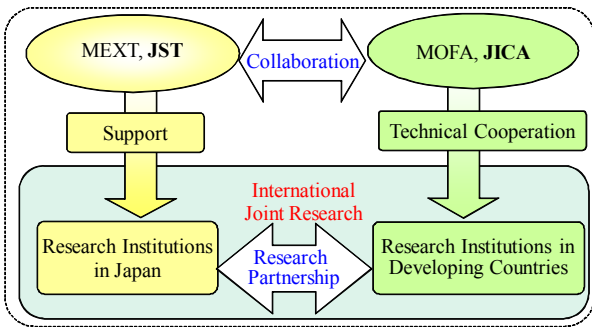 MEXT, JST
Collaboration
MOFA, JICA
Support
Technical Cooperation
International
Joint Research
Research Institutions
in Japan
Research
Partnership
Research Institutions in
Developing Countries